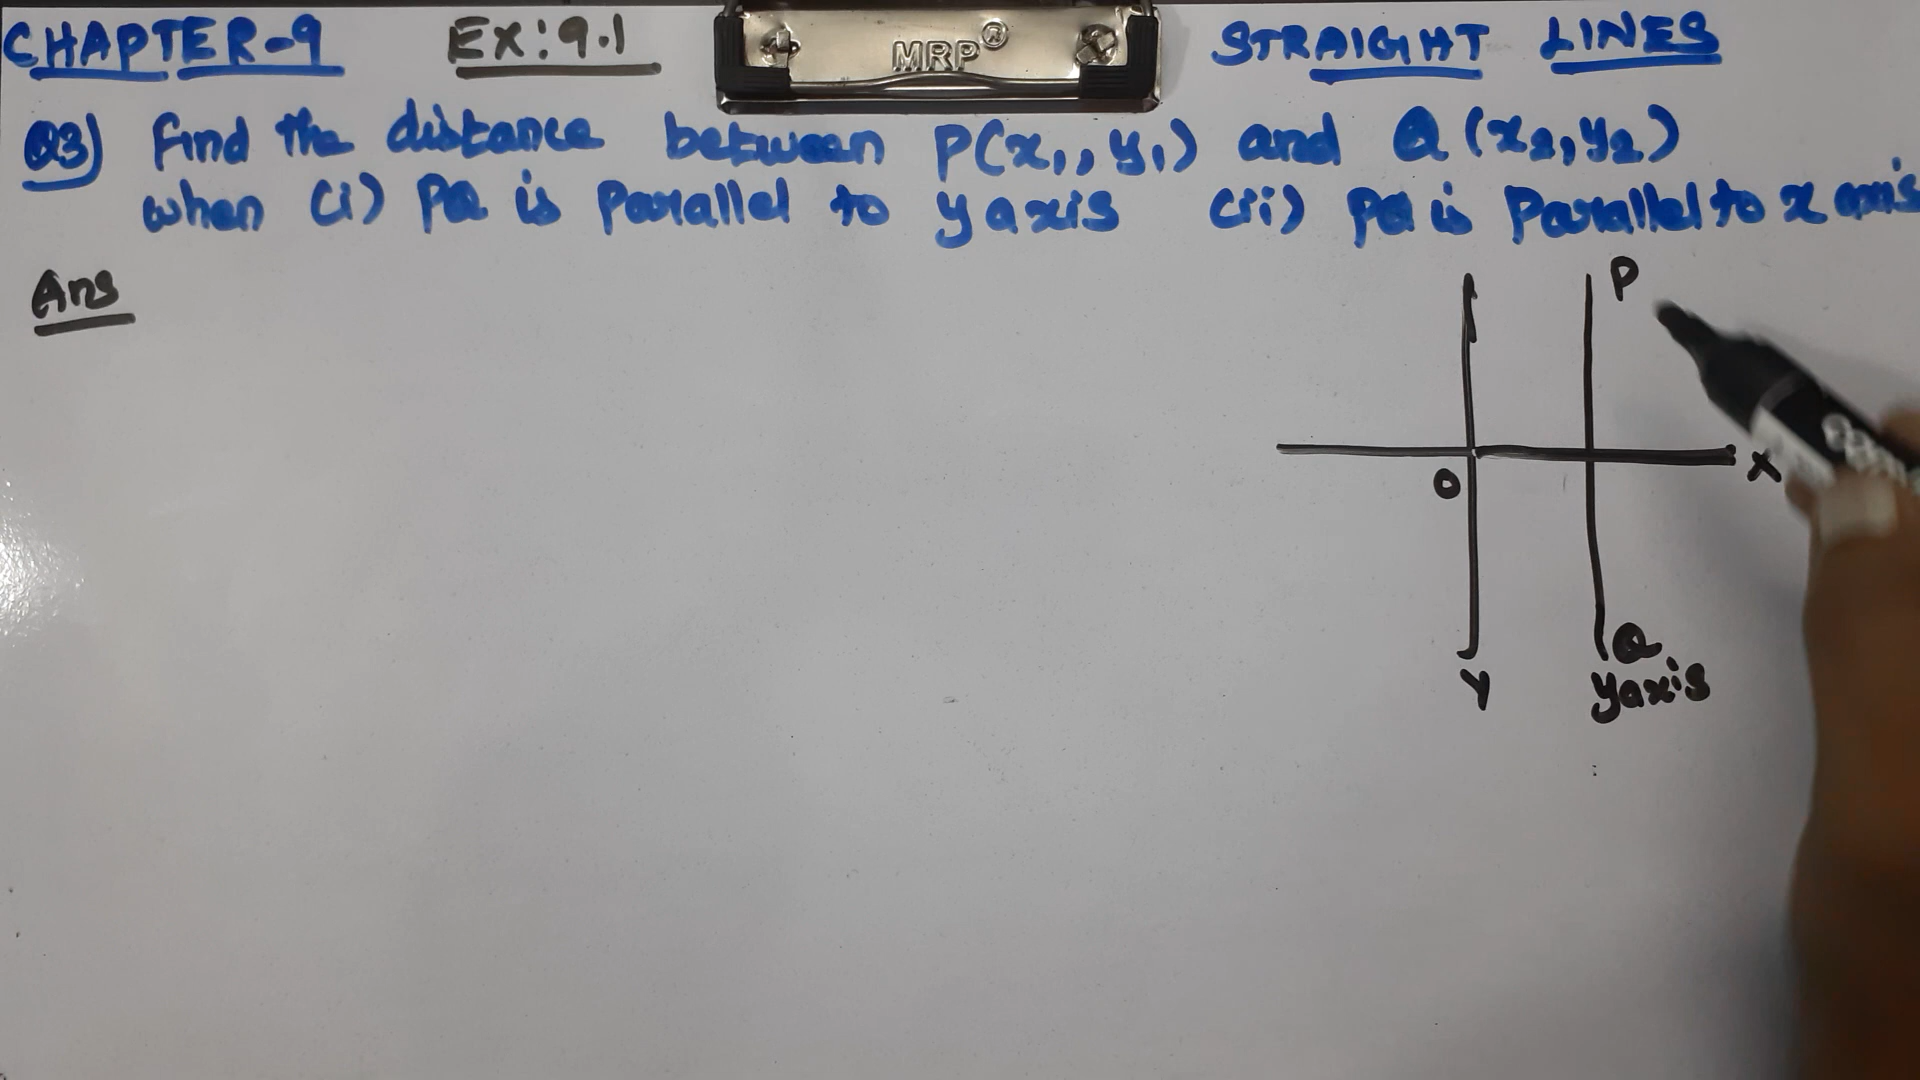 CHAPTER-9 EX:9.1 MRP® STRAIGHT LINES
Q3) Find the distance between P(x₁, y₁) and Q (x₂, y₂)
when (i) PQ is parallel to y axis (ii) PQ is Parallel to x axis
Ans
P
O X
Q
Y y axis